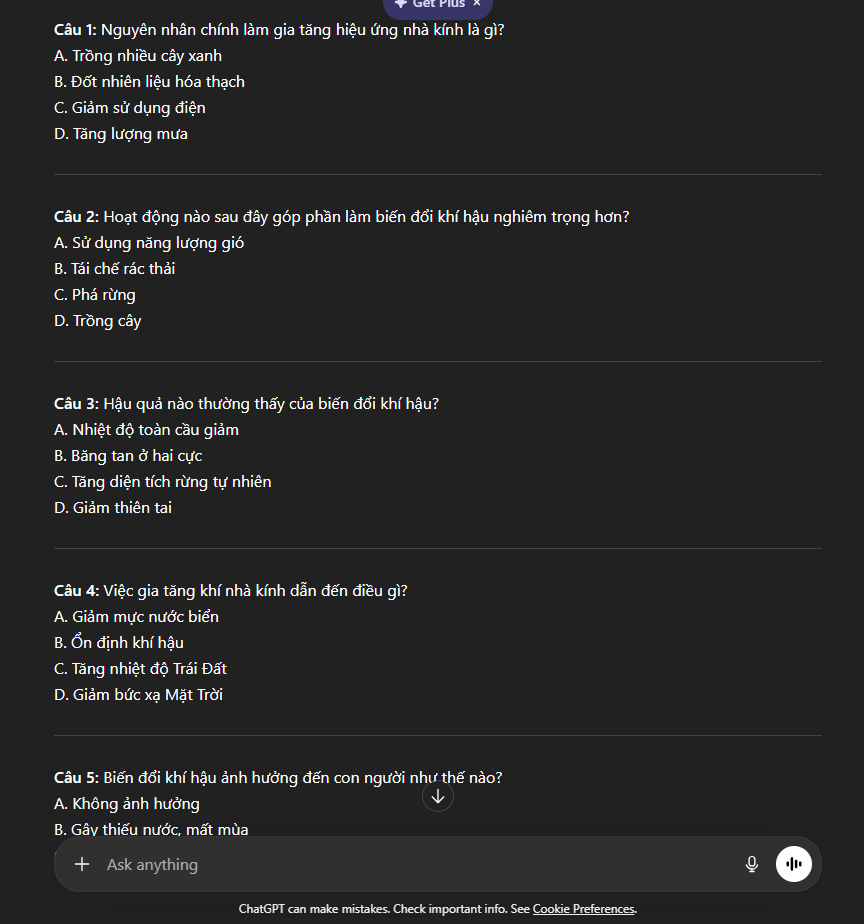 Get Plus ×
Câu 1: Nguyên nhân chính làm gia tăng hiệu ứng nhà kính là gì?
A. Trồng nhiều cây xanh
B. Đốt nhiên liệu hóa thạch
C. Giảm sử dụng điện
D. Tăng lượng mưa
Câu 2: Hoạt động nào sau đây góp phần làm biến đổi khí hậu nghiêm trọng hơn?
A. Sử dụng năng lượng gió
B. Tái chế rác thải
C. Phá rừng
D. Trồng cây
Câu 3: Hậu quả nào thường thấy của biến đổi khí hậu?
A. Nhiệt độ toàn cầu giảm
B. Băng tan ở hai cực
C. Tăng diện tích rừng tự nhiên
D. Giảm thiên tai
Câu 4: Việc gia tăng khí nhà kính dẫn đến điều gì?
A. Giảm mực nước biển
B. Ổn định khí hậu
C. Tăng nhiệt độ Trái Đất
D. Giảm bức xạ Mặt Trời
Câu 5: Biến đổi khí hậu ảnh hưởng đến con người như thế nào?
A. Không ảnh hưởng
B. Gây thiếu nước, mất mùa
Ask anything
ChatGPT can make mistakes. Check important info. See Cookie Preferences.